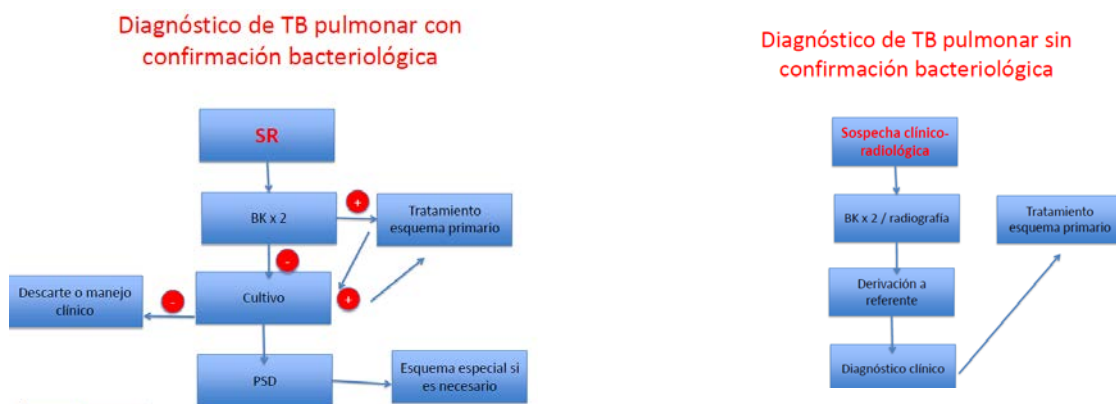 Diagnóstico de TB pulmonar con
confirmación bacteriológica
SR
BK x 2
+
Tratamiento
esquema primario
-
Descarte o manejo
clínico
-
Cultivo
+
PSD
Esquema especial si
es necesario
Diagnóstico de TB pulmonar sin
confirmación bacteriológica
Sospecha clínico-
radiológica
BK x 2 / radiografía
Tratamiento
esquema primario
Derivación a
referente
Diagnóstico clínico